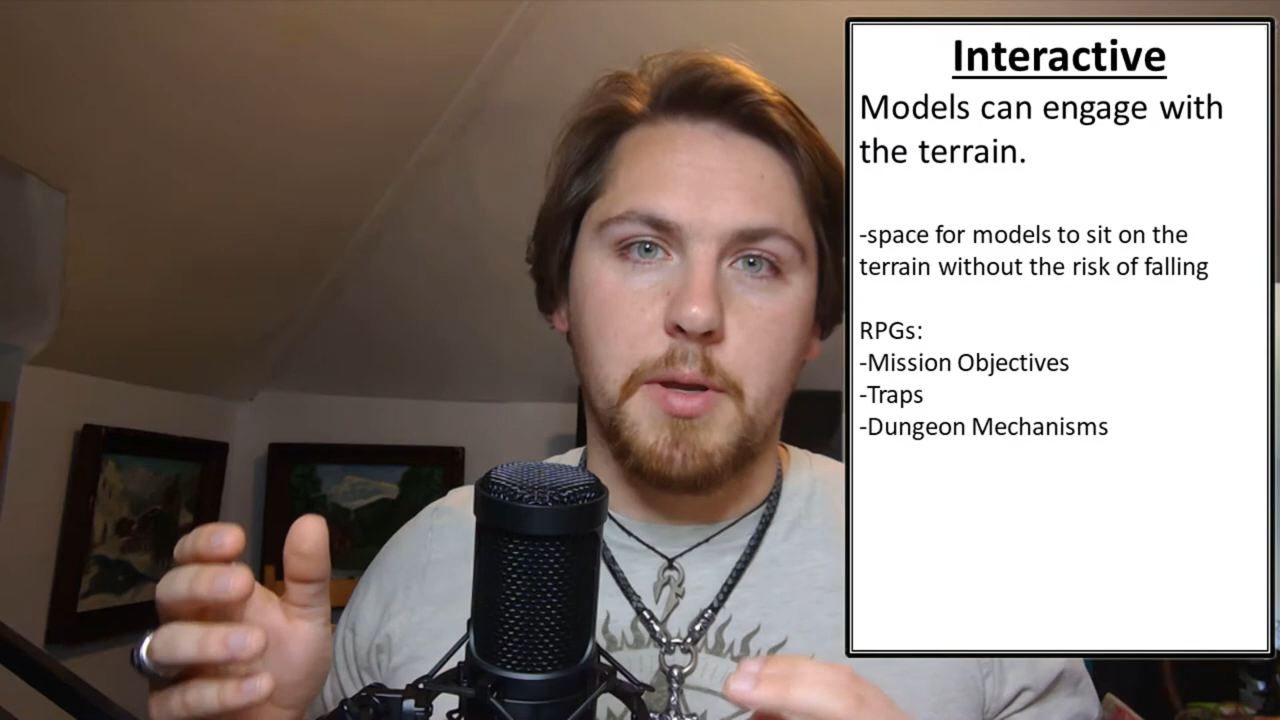 Interactive
Models can engage with
the terrain.
-space for models to sit on the
terrain without the risk of falling
RPGs:
-Mission Objectives
-Traps
-Dungeon Mechanisms